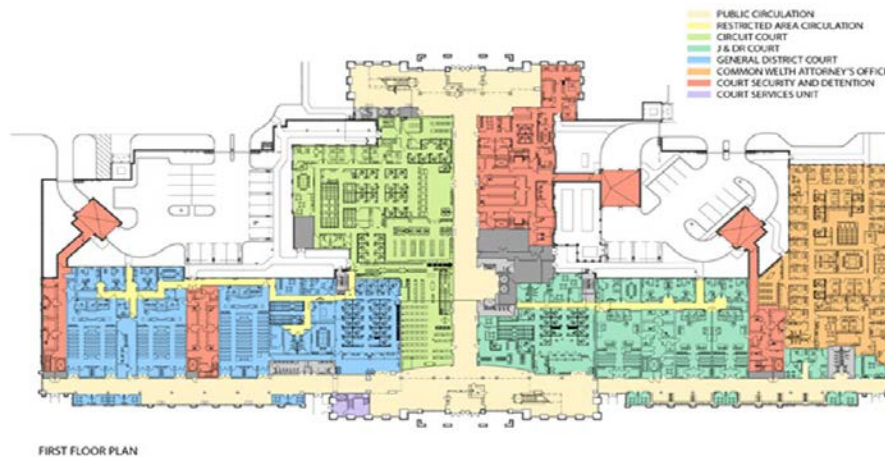 PUBLIC CIRCULATION
RESTRICTED AREA CIRCULATION
CIRCUIT COURT
J & DR COURT
GENERAL DISTRICT COURT
COMMON WELTH ATTORNEY'S OFFICE
COURT SECURITY AND DETENTION
COURT SERVICES UNIT
FIRST FLOOR PLAN